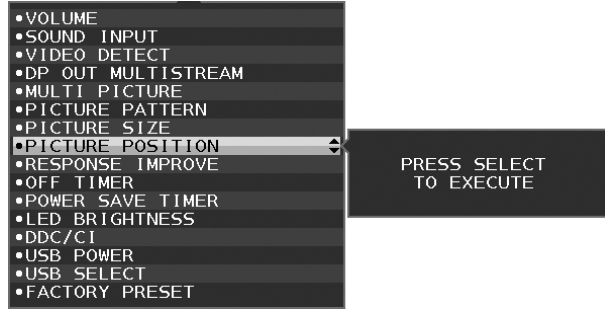 •VOLUME
•SOUND INPUT
•VIDEO DETECT
•DP OUT MULTISTREAM
•MULTI PICTURE
•PICTURE PATTERN
•PICTURE SIZE
•PICTURE POSITION
•RESPONSE IMPROVE
•OFF TIMER
•POWER SAVE TIMER
•LED BRIGHTNESS
•DDC/CI
•USB POWER
•USB SELECT
•FACTORY PRESET
PRESS SELECT
TO EXECUTE